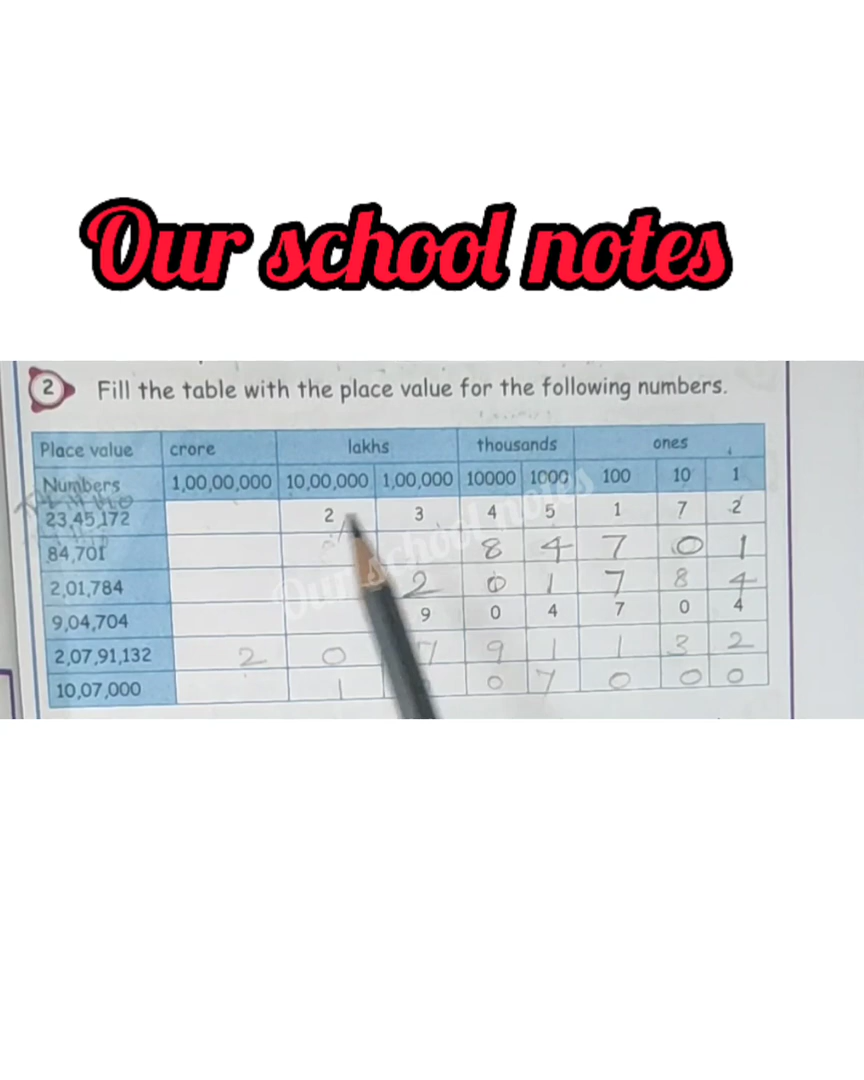 Our school notes
2 Fill the table with the place value for the following numbers.
Place value crore lakhs thousands ones
Numbers 1,00,00,000 10,00,000 1,00,000 10000 1000 100 10 1
23,45,172 2 3 4 5 1 7 2
84,701 8 4 7 0 1
2,01,784 2 0 1 7 8 4
9,04,704 9 0 4 7 0 4
2,07,91,132 2 0 7 9 1 1 3 2
10,07,000 1 0 7 0 0 0
Our school notes